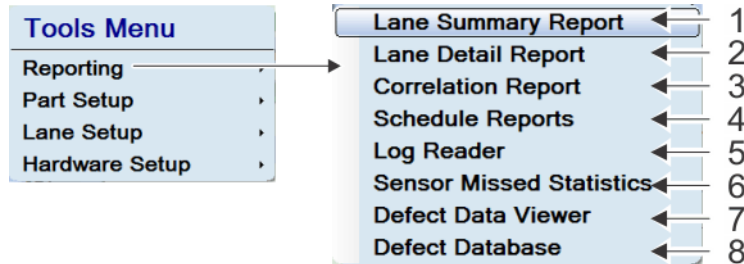 Tools Menu
Reporting
Part Setup
Lane Setup
Hardware Setup
Lane Summary Report 1
Lane Detail Report 2
Correlation Report 3
Schedule Reports 4
Log Reader 5
Sensor Missed Statistics 6
Defect Data Viewer 7
Defect Database 8